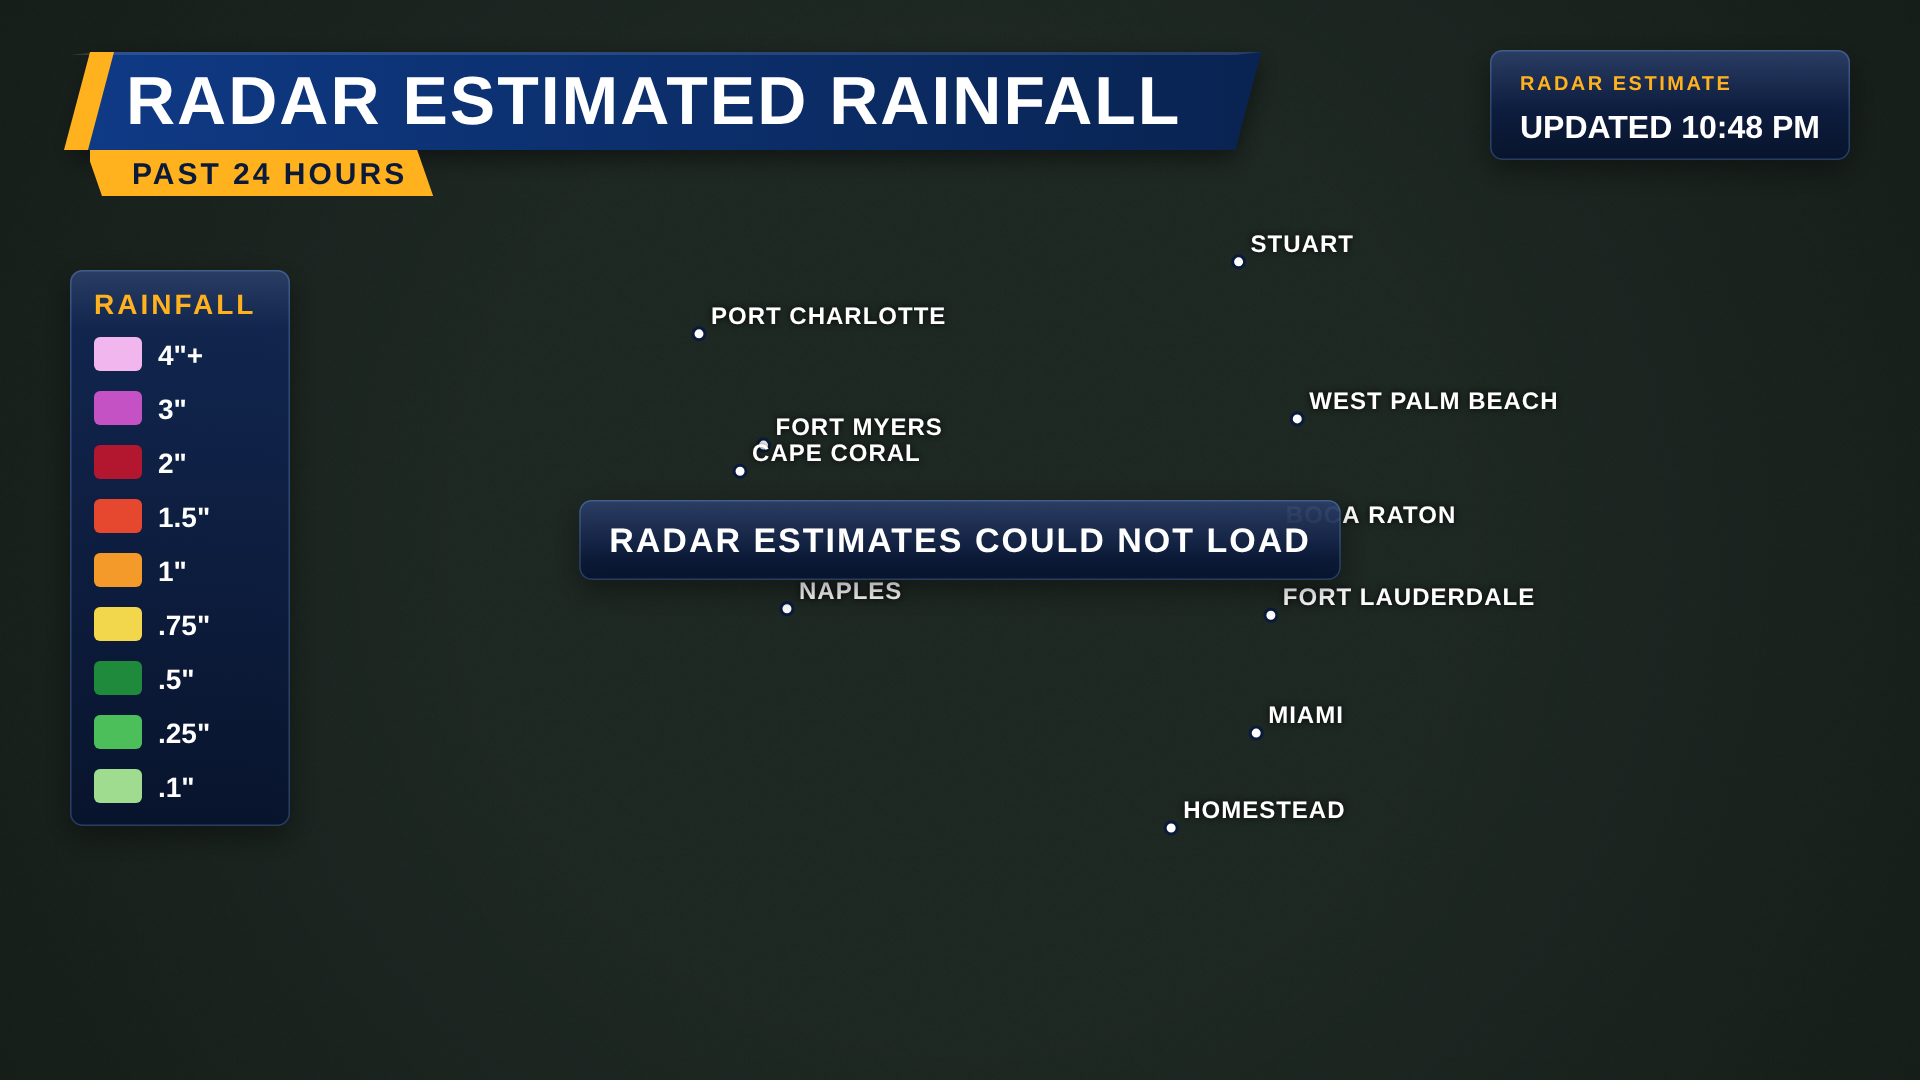 RADAR ESTIMATED RAINFALL
PAST 24 HOURS
RADAR ESTIMATE
UPDATED 10:48 PM
RAINFALL
4"+
3"
2"
1.5"
1"
.75"
.5"
.25"
.1"
STUART
PORT CHARLOTTE
WEST PALM BEACH
FORT MYERS
CAPE CORAL
BOCA RATON
RADAR ESTIMATES COULD NOT LOAD
NAPLES
FORT LAUDERDALE
MIAMI
HOMESTEAD